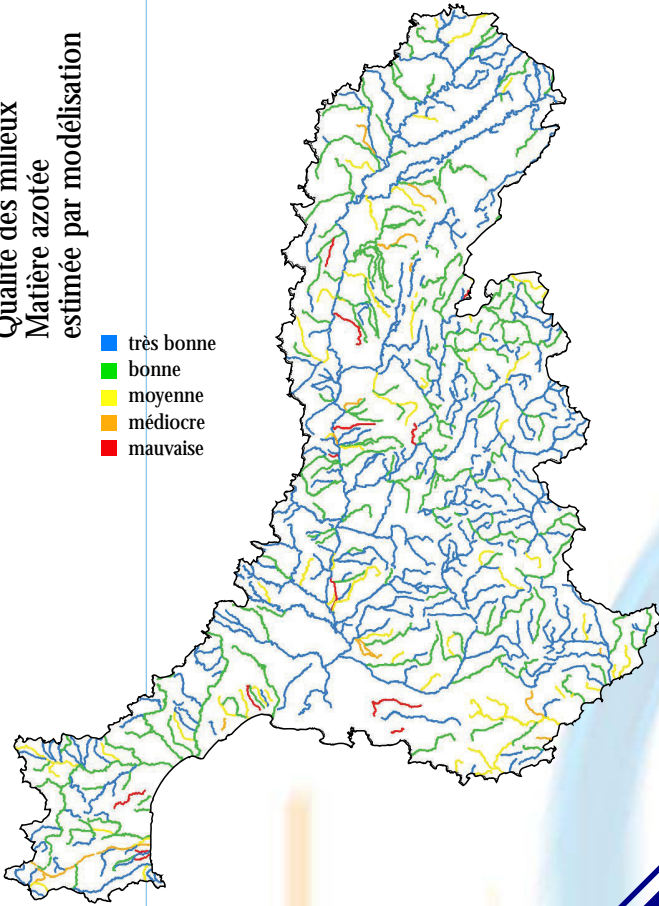 Qualité des milieux
Matière azotée
estimée par modélisation
très bonne
bonne
moyenne
médiocre
mauvaise